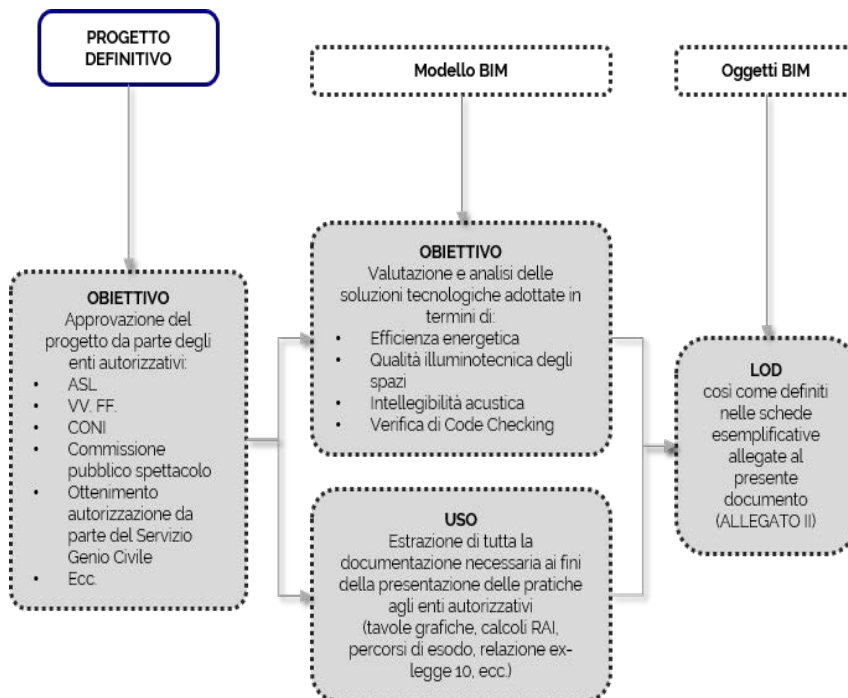 PROGETTO
DEFINITIVO
Modello BIM
Oggetti BIM
OBIETTIVO
Approvazione del
progetto da parte degli
enti autorizzativi:
• ASL
• VV. FF.
• CONI
• Commissione
pubblico spettacolo
• Ottenimento
autorizzazione da
parte del Servizio
Genio Civile
• Ecc.
OBIETTIVO
Valutazione e analisi delle
soluzioni tecnologiche adottate in
termini di:
• Efficienza energetica
• Qualità illuminotecnica degli
spazi
• Intellegibilità acustica
• Verifica di Code Checking
USO
Estrazione di tutta la
documentazione necessaria ai fini
della presentazione delle pratiche
agli enti autorizzativi
(tavole grafiche, calcoli RAI,
percorsi di esodo, relazione ex-
legge 10, ecc.)
LOD
così come definiti
nelle schede
esemplificative
allegate al
presente
documento
(ALLEGATO II)